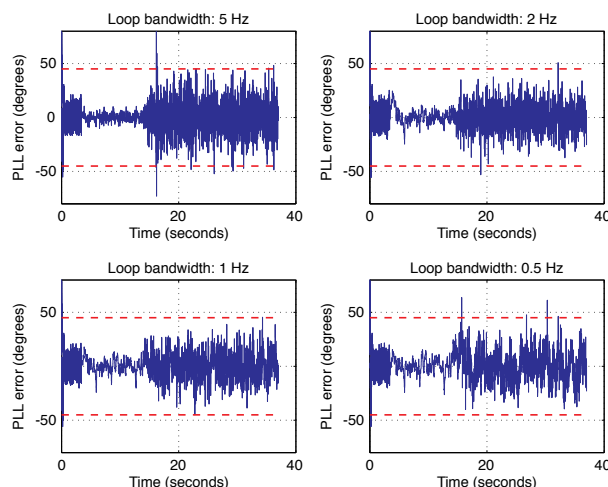 Loop bandwidth: 5 Hz
PLL error (degrees)
50
0
-50
0
20
40
Time (seconds)
Loop bandwidth: 2 Hz
PLL error (degrees)
50
0
-50
0
20
40
Time (seconds)
Loop bandwidth: 1 Hz
PLL error (degrees)
50
0
-50
0
20
40
Time (seconds)
Loop bandwidth: 0.5 Hz
PLL error (degrees)
50
0
-50
0
20
40
Time (seconds)